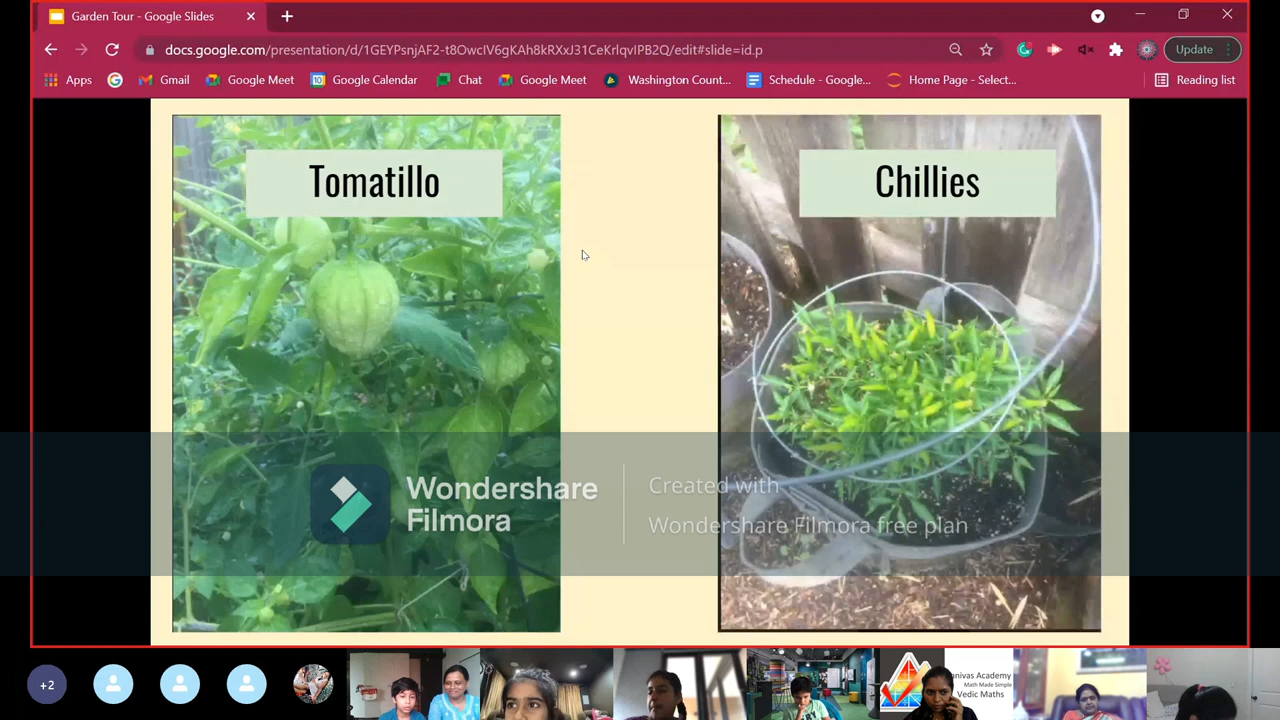 Garden Tour - Google Slides
docs.google.com/presentation/d/1GEYPsnjAF2-t8OwcIV6gKAh8kRXxJ31CeKrlqvIPB2Q/edit#slide=id.p
Update
Apps
Gmail
Google Meet
Google Calendar
Chat
Google Meet
Washington Count...
Schedule - Google...
Home Page - Select...
Reading list
Tomatillo
Chillies
Wondershare
Filmora
Created with
Wondershare Filmora free plan
+2
nivas Academy
Math Made Simple
Vedic Maths